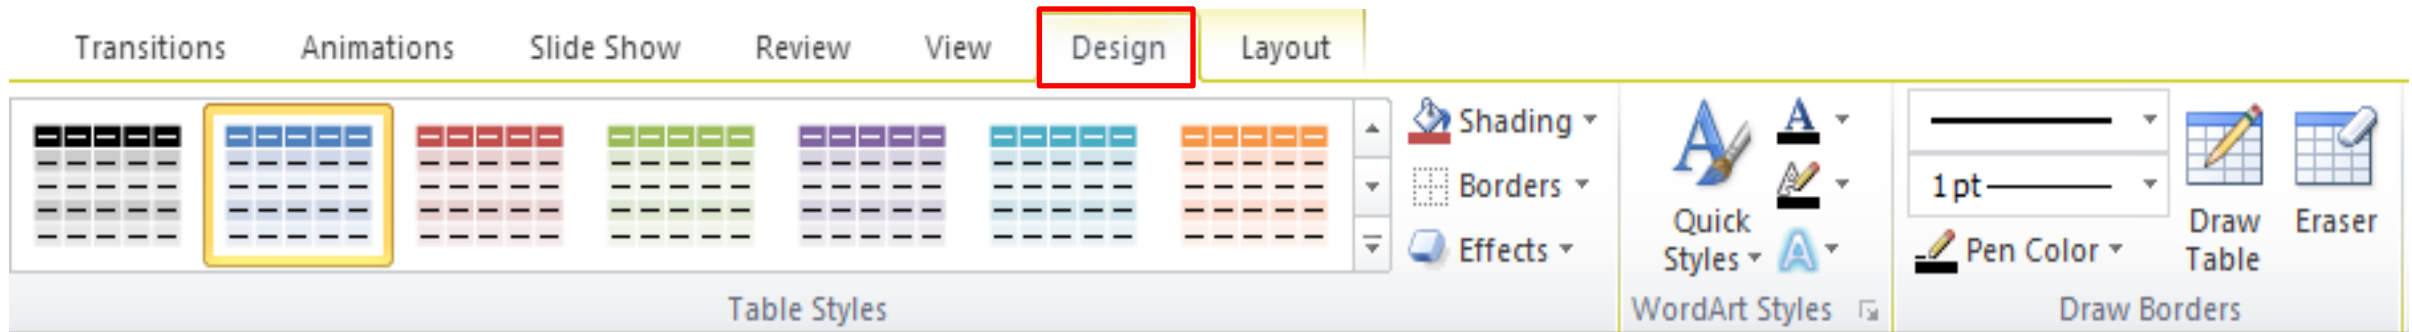 Transitions Animations Slide Show Review View Design Layout
Shading
Borders
Effects
Table Styles
A
Quick
Styles
A
A
A
WordArt Styles
1 pt
Pen Color
Draw
Table
Eraser
Draw Borders